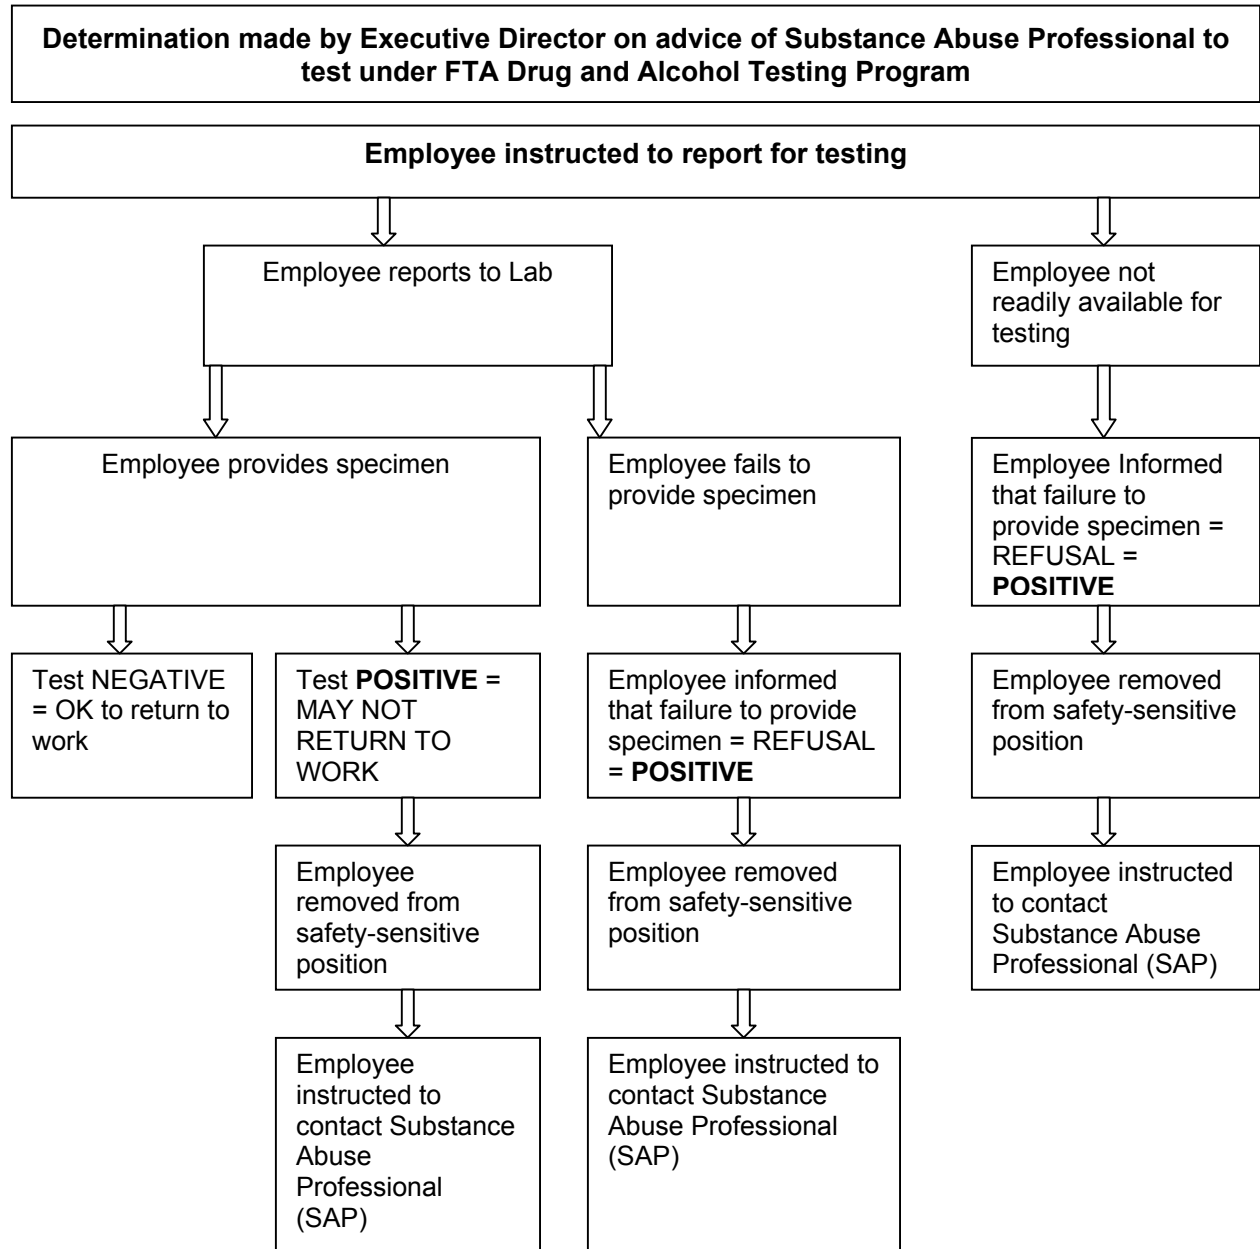 Determination made by Executive Director on advice of Substance Abuse Professional to
test under FTA Drug and Alcohol Testing Program
Employee instructed to report for testing
Employee reports to Lab
Employee not
readily available for
testing
Employee provides specimen
Employee fails to
provide specimen
Employee Informed
that failure to
provide specimen =
REFUSAL =
POSITIVE
Test NEGATIVE
= OK to return to
work
Test POSITIVE =
MAY NOT
RETURN TO
WORK
Employee informed
that failure to provide
specimen = REFUSAL
= POSITIVE
Employee removed
from safety-sensitive
position
Employee
removed from
safety-sensitive
position
Employee removed
from safety-sensitive
position
Employee instructed
to contact
Substance Abuse
Professional (SAP)
Employee
instructed to
contact Substance
Abuse
Professional
(SAP)
Employee instructed to
contact Substance
Abuse Professional
(SAP)